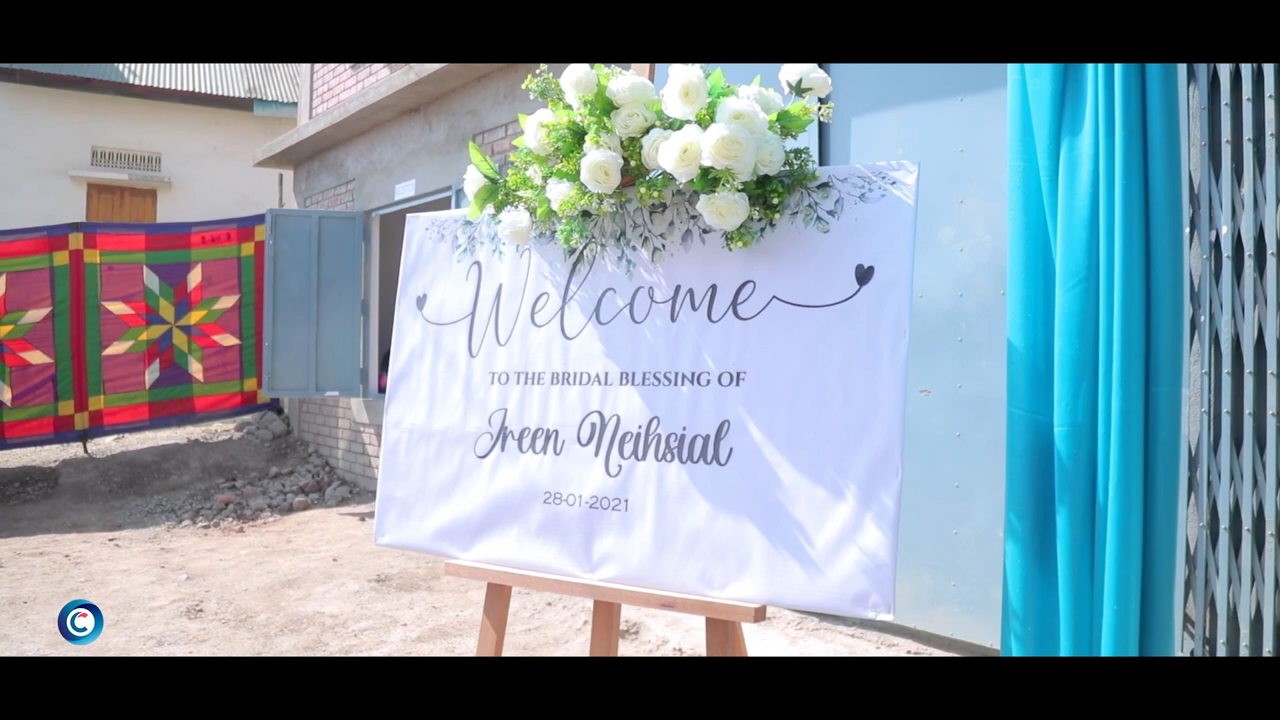 Welcome
TO THE BRIDAL BLESSING OF
Ireen Neihsial
28-01-2021
C